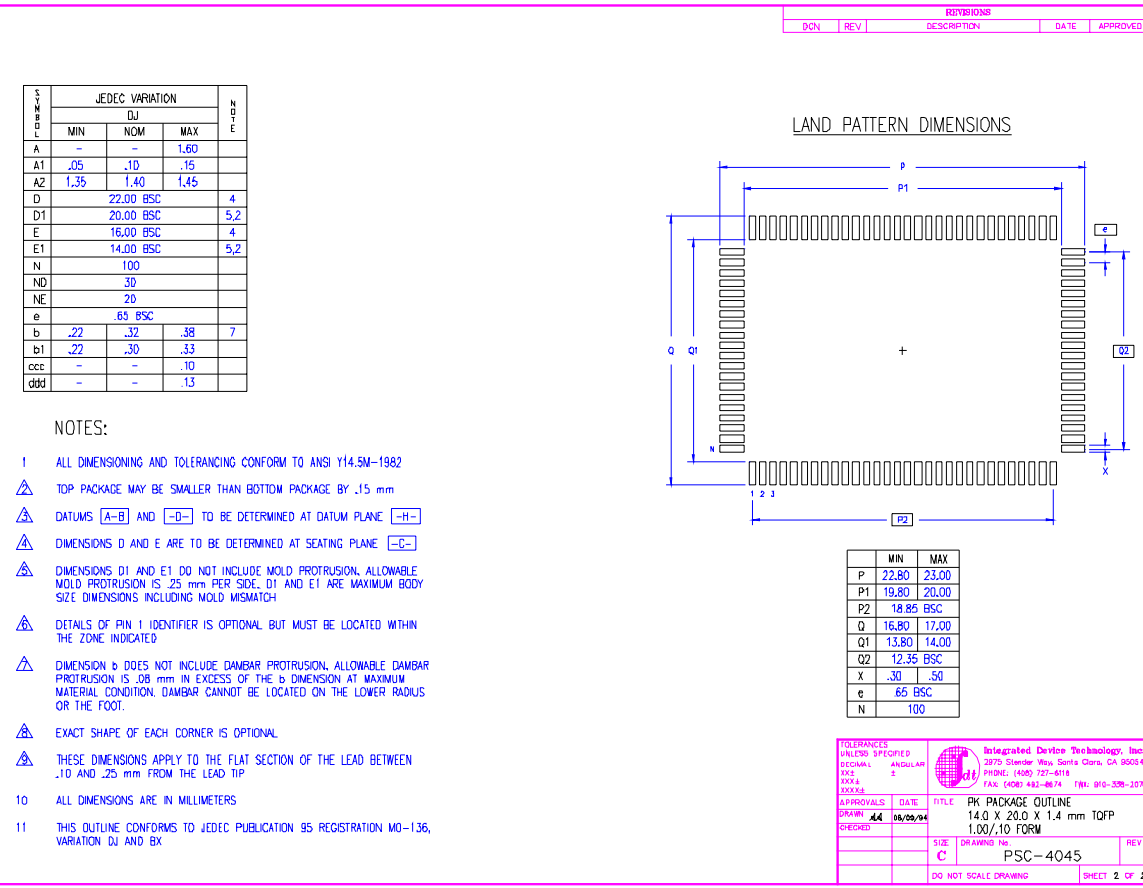 REVISIONS
DCN REV DESCRIPTION DATE APPROVED
SYMBOL JEDEC VARIATION NOTE
DJ
MIN NOM MAX
A – – 1.60
A1 .05 .10 .15
A2 1.35 1.40 1.45
D 22.00 BSC 4
D1 20.00 BSC 5,2
E 16.00 BSC 4
E1 14.00 BSC 5,2
N 100
ND 30
NE 20
e .65 BSC
b .22 .32 .38 7
b1 .22 .30 .33
ccc – – .10
ddd – – .13
NOTES:
1 ALL DIMENSIONING AND TOLERANCING CONFORM TO ANSI Y14.5M-1982
2 TOP PACKAGE MAY BE SMALLER THAN BOTTOM PACKAGE BY .15 mm
3 DATUMS A-B AND -D- TO BE DETERMINED AT DATUM PLANE -H-
4 DIMENSIONS D AND E ARE TO BE DETERMINED AT SEATING PLANE -C-
5 DIMENSIONS D1 AND E1 DO NOT INCLUDE MOLD PROTRUSION. ALLOWABLE
MOLD PROTRUSION IS .25 mm PER SIDE. D1 AND E1 ARE MAXIMUM BODY
SIZE DIMENSIONS INCLUDING MOLD MISMATCH
6 DETAILS OF PIN 1 IDENTIFIER IS OPTIONAL BUT MUST BE LOCATED WITHIN
THE ZONE INDICATED
7 DIMENSION b DOES NOT INCLUDE DAMBAR PROTRUSION. ALLOWABLE DAMBAR
PROTRUSION IS .08 mm IN EXCESS OF THE b DIMENSION AT MAXIMUM
MATERIAL CONDITION. DAMBAR CANNOT BE LOCATED ON THE LOWER RADIUS
OR THE FOOT.
8 EXACT SHAPE OF EACH CORNER IS OPTIONAL
9 THESE DIMENSIONS APPLY TO THE FLAT SECTION OF THE LEAD BETWEEN
.10 AND .25 mm FROM THE LEAD TIP
10 ALL DIMENSIONS ARE IN MILLIMETERS
11 THIS OUTLINE CONFORMS TO JEDEC PUBLICATION 95 REGISTRATION MO-136,
VARIATION DJ AND BX
LAND PATTERN DIMENSIONS
P
P1
e
Q Q1 Q2
N
X
1 2 3
P2
MIN MAX
P 22.80 23.00
P1 19.80 20.00
P2 18.85 BSC
Q 16.80 17.00
Q1 13.80 14.00
Q2 12.35 BSC
X .30 .50
e .65 BSC
N 100
TOLERANCES
UNLESS SPECIFIED
DECIMAL ANGULAR
XX± ±
XXX±
XXXX±
idt
Integrated Device Technology, Inc.
2975 Stender Way, Santa Clara, CA 95054
PHONE: (408) 727-6116
FAX: (408) 492-8674 TWX: 910-338-207
APPROVALS DATE
DRAWN 08/09/94
CHECKED
TITLE PK PACKAGE OUTLINE
14.0 X 20.0 X 1.4 mm TQFP
1.00/.10 FORM
SIZE DRAWING No. REV
C PSC-4045
DO NOT SCALE DRAWING SHEET 2 OF 2